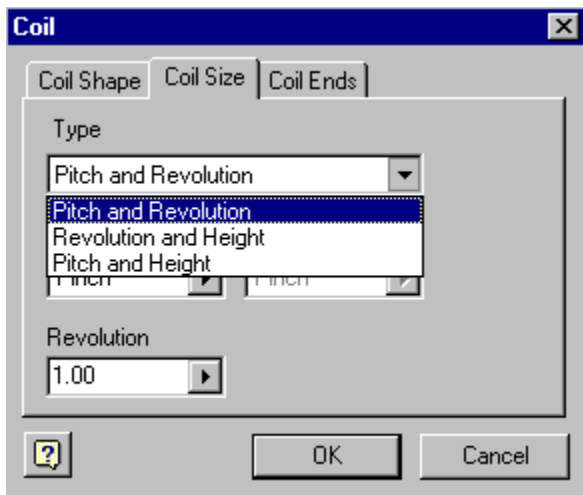 Coil
Coil Shape Coil Size Coil Ends
Type
Pitch and Revolution
Pitch and Revolution
Revolution and Height
Pitch and Height
Revolution
1.00
OK Cancel